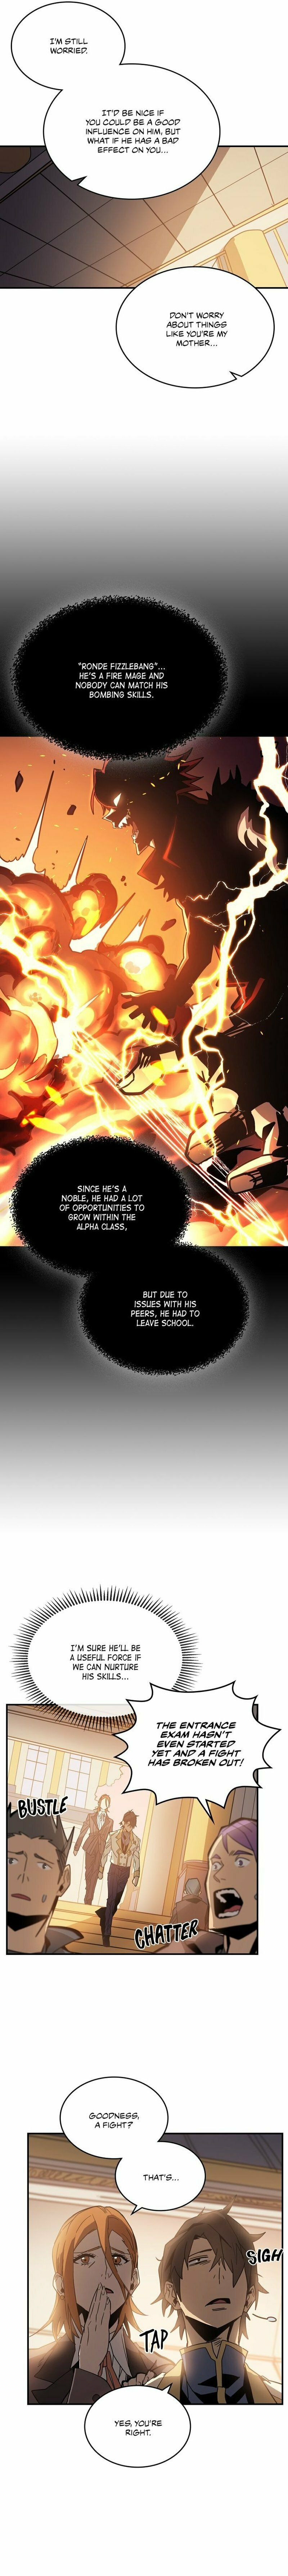 I'M STILL
WORRIED.
IT'D BE NICE IF
YOU COULD BE A GOOD
INFLUENCE ON HIM, BUT
WHAT IF HE HAS A BAD
EFFECT ON YOU...
DON'T WORRY
ABOUT THINGS
LIKE YOU'RE MY
MOTHER...
"RONDE FIZZLEBANG"...
HE'S A FIRE MAGE AND
NOBODY CAN MATCH HIS
BOMBING SKILLS.
SINCE HE'S A
NOBLE, HE HAD A LOT
OF OPPORTUNITIES TO
GROW WITHIN THE
ALPHA CLASS,
BUT DUE TO
ISSUES WITH HIS
PEERS, HE HAD TO
LEAVE SCHOOL.
I'M SURE HE'LL BE
A USEFUL FORCE IF
WE CAN NURTURE
HIS SKILLS...
THE ENTRANCE
EXAM HASN'T
EVEN STARTED
YET AND A FIGHT
HAS BROKEN OUT!
BUSTLE
CHATTER
GOODNESS,
A FIGHT?
THAT'S...
SIGH
TAP
YES, YOU'RE
RIGHT.